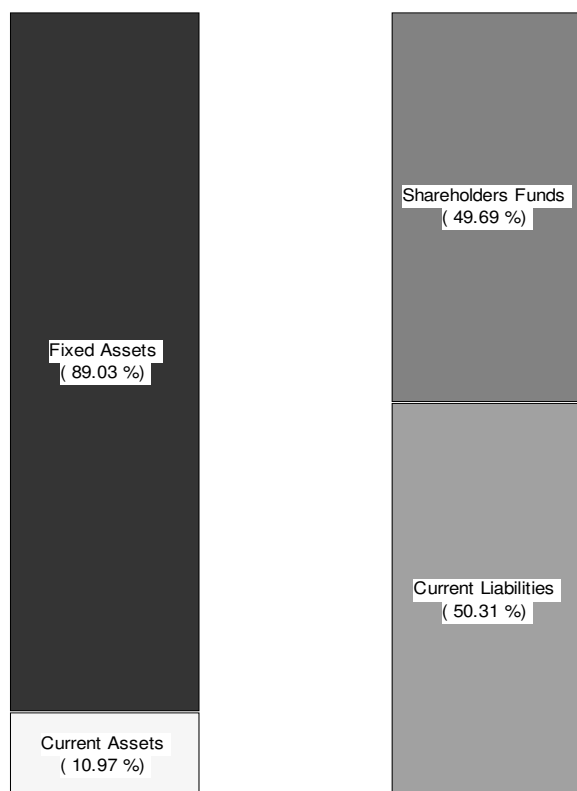 Fixed Assets
( 89.03 %)
Current Assets
( 10.97 %)
Shareholders Funds
( 49.69 %)
Current Liabilities
( 50.31 %)